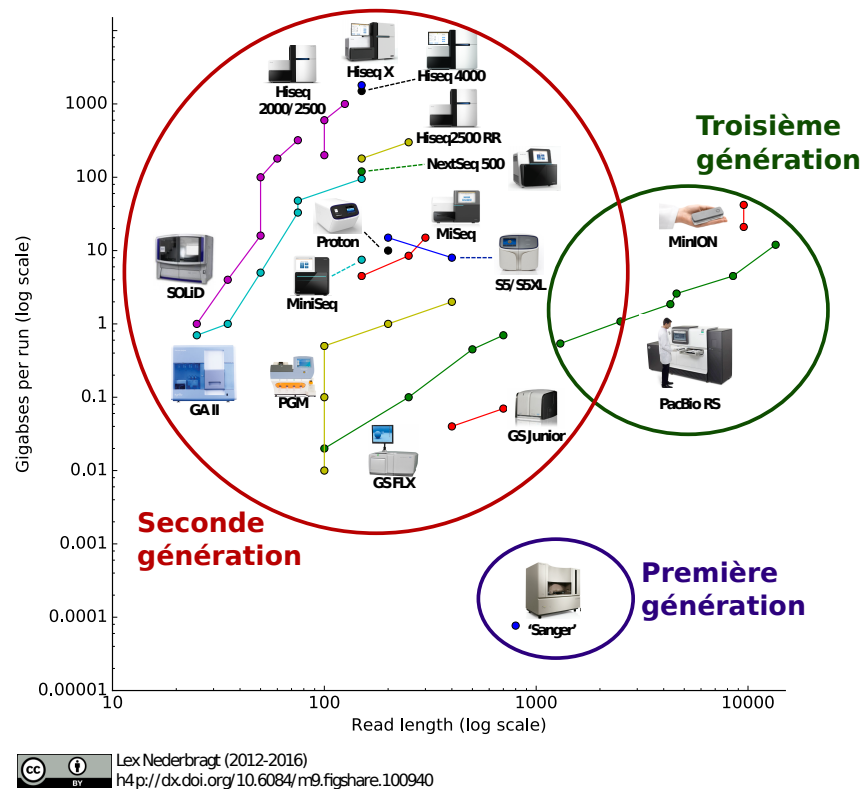 1000
100
10
1
0.1
0.01
0.001
0.0001
0.00001
Gigabses per run (log scale)
10
100
1000
10000
Read length (log scale)
Hiseq
2000/2500
Hiseq X
Hiseq 4000
Hiseq2500 RR
NextSeq 500
Proton
MiSeq
SOLiD
MiniSeq
S5/S5XL
GA II
PGM
GS FLX
GS Junior
MinION
PacBio RS
'Sanger'
Seconde
génération
Troisième
génération
Première
génération
cc
BY
Lex Nederbragt (2012-2016)
h4p://dx.doi.org/10.6084/m9.figshare.100940